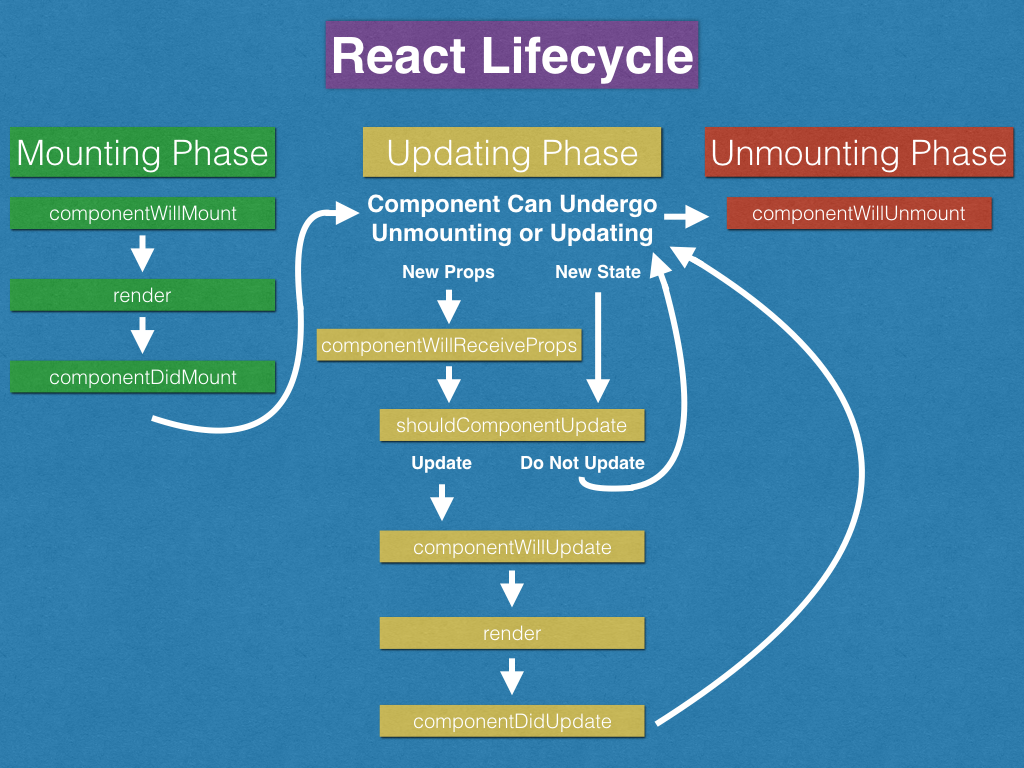 React Lifecycle
Mounting Phase
componentWillMount
render
componentDidMount
Updating Phase
Component Can Undergo
Unmounting or Updating
New Props
New State
componentWillReceiveProps
shouldComponentUpdate
Update
Do Not Update
componentWillUpdate
render
componentDidUpdate
Unmounting Phase
componentWillUnmount